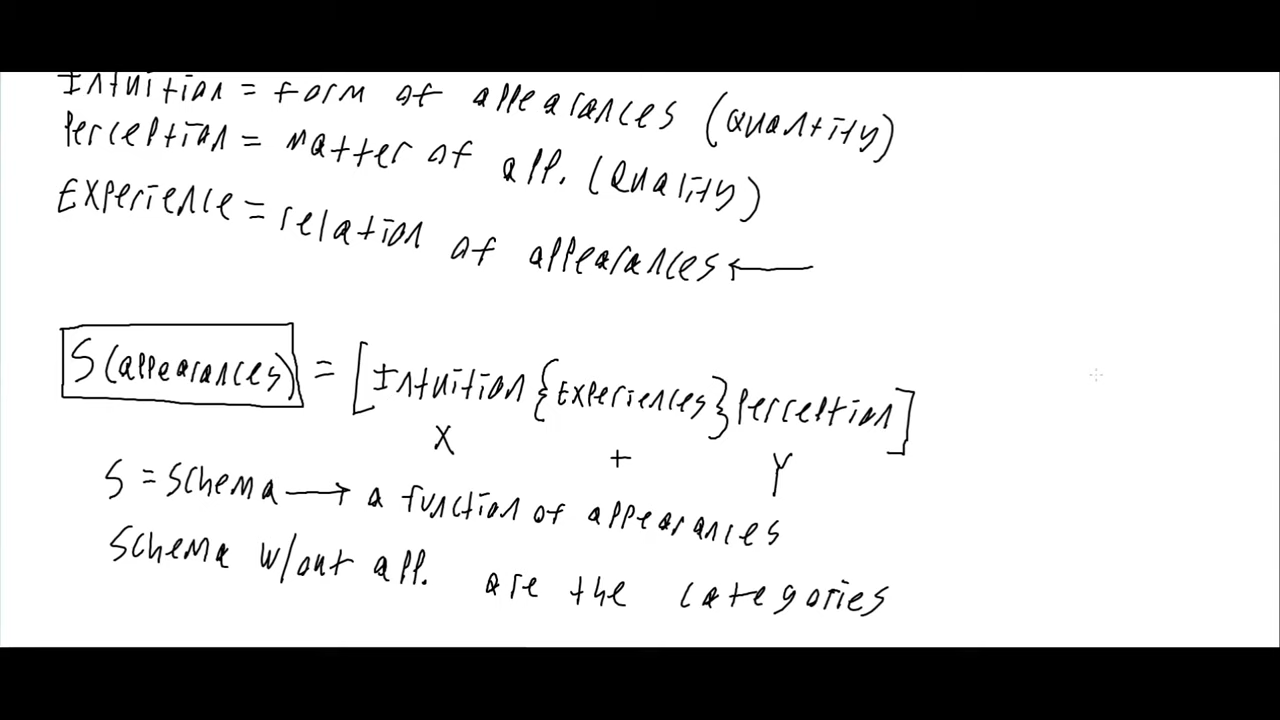 Intuition = form of appearances (Quantity)
Perception = matter of app. (Quality)
Experience = relation of appearances ←
S(appearances) = [Intuition {Experiences} Perception]
X + Y
S = schema → a function of appearances
Schema w/out app. are the categories